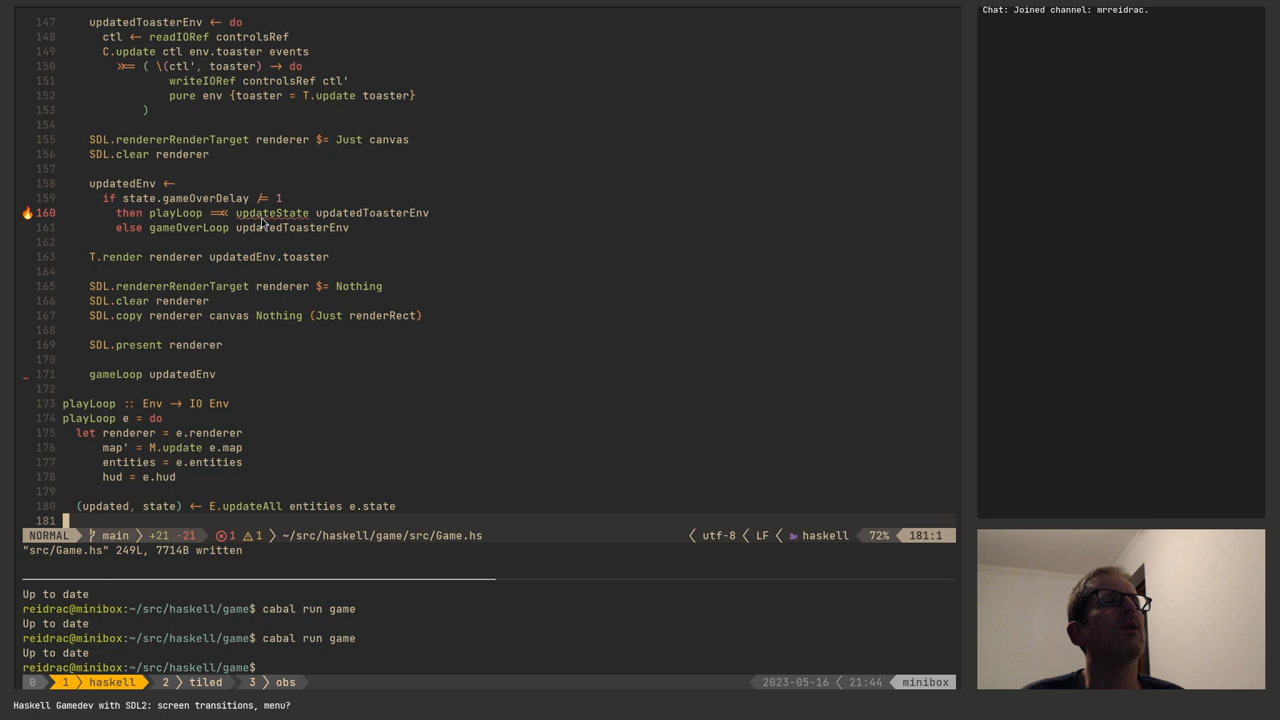 147 updatedToasterEnv ← do
148 ctl ← readIORef controlsRef
149 C.update ctl env.toaster events
150 >>= ( \(ctl', toaster) → do
151 writeIORef controlsRef ctl'
152 pure env {toaster = T.update toaster}
153 )
154
155 SDL.rendererRenderTarget renderer $= Just canvas
156 SDL.clear renderer
157
158 updatedEnv ←
159 if state.gameOverDelay /= 1
160 then playLoop =<< updateState updatedToasterEnv
161 else gameOverLoop updatedToasterEnv
162
163 T.render renderer updatedEnv.toaster
164
165 SDL.rendererRenderTarget renderer $= Nothing
166 SDL.clear renderer
167 SDL.copy renderer canvas Nothing (Just renderRect)
168
169 SDL.present renderer
170
171 gameLoop updatedEnv
172
173 playLoop :: Env → IO Env
174 playLoop e = do
175 let renderer = e.renderer
176 map' = M.update e.map
177 entities = e.entities
178 hud = e.hud
179
180 (updated, state) ← E.updateAll entities e.state
181
NORMAL main +21 -21 1 1 ~/src/haskell/game/src/Game.hs utf-8 LF haskell 72% 181:1
"src/Game.hs" 249L, 7714B written
Up to date
reidrac@minibox:~/src/haskell/game$ cabal run game
Up to date
reidrac@minibox:~/src/haskell/game$ cabal run game
Up to date
reidrac@minibox:~/src/haskell/game$
0 1 haskell 2 tiled 3 obs 2023-05-16 21:44 minibox
Haskell Gamedev with SDL2: screen transitions, menu?
Chat: Joined channel: mrreidrac.